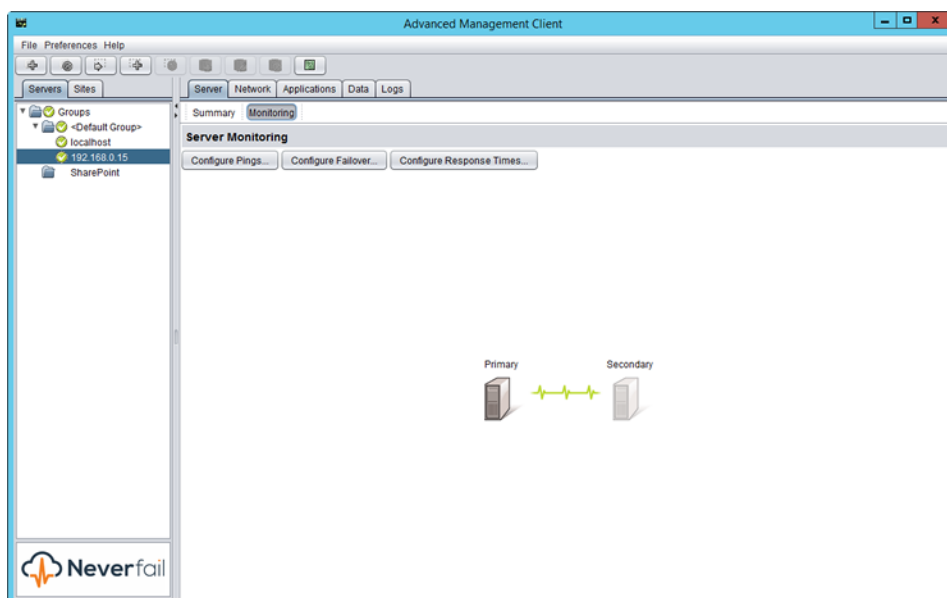 Advanced Management Client
File Preferences Help
Servers Sites
Groups
<Default Group>
localhost
192.168.0.15
SharePoint
Neverfail
Server Network Applications Data Logs
Summary Monitoring
Server Monitoring
Configure Pings... Configure Failover... Configure Response Times...
Primary Secondary